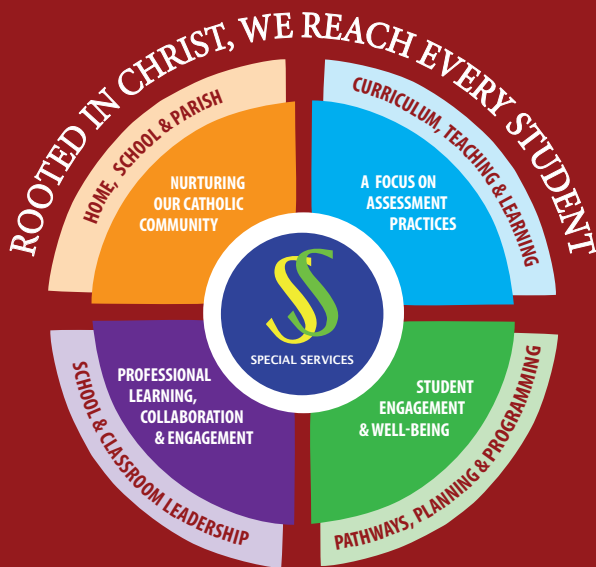 ROOTED IN CHRIST, WE REACH EVERY STUDENT
HOME, SCHOOL & PARISH
NURTURING
OUR CATHOLIC
COMMUNITY
CURRICULUM, TEACHING & LEARNING
A FOCUS ON
ASSESSMENT
PRACTICES
SS
SPECIAL SERVICES
SCHOOL & CLASSROOM LEADERSHIP
PROFESSIONAL
LEARNING,
COLLABORATION
& ENGAGEMENT
STUDENT
ENGAGEMENT
& WELL-BEING
PATHWAYS, PLANNING & PROGRAMMING